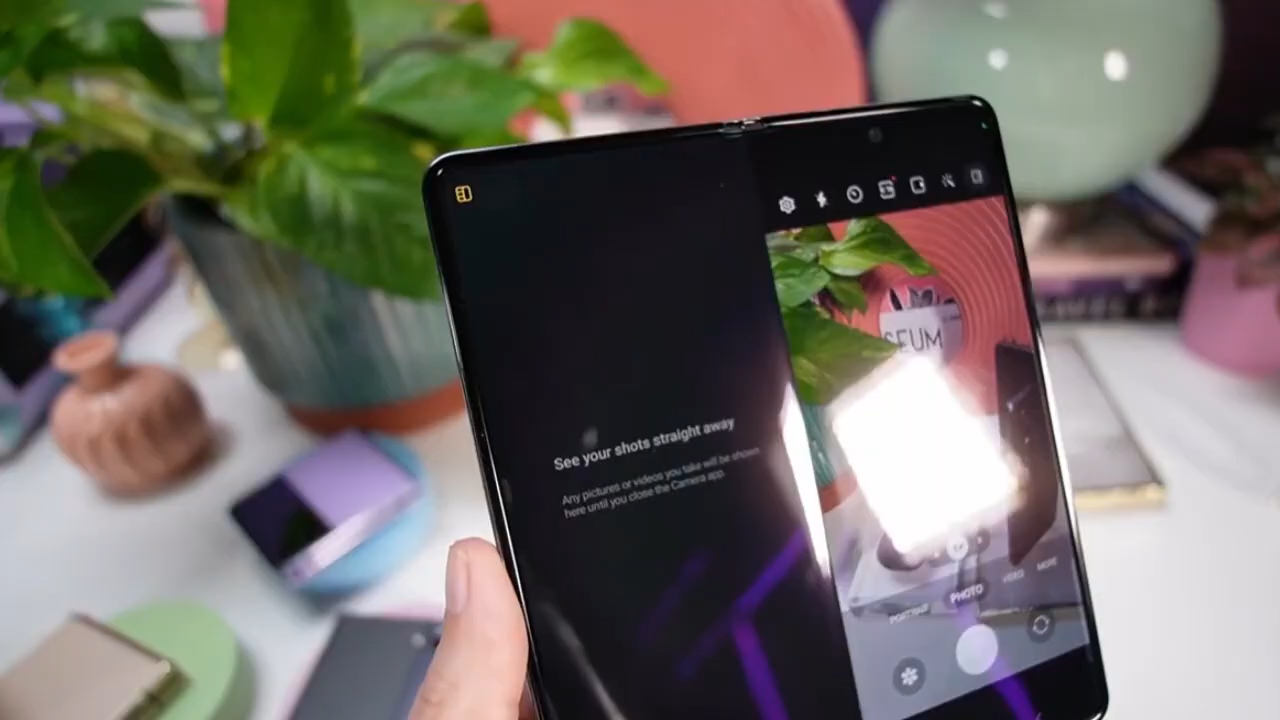 SEUM
See your shots straight away
Any pictures or videos you take will be shown
here until you close the Camera app.
PORTRAIT PHOTO VIDEO MORE